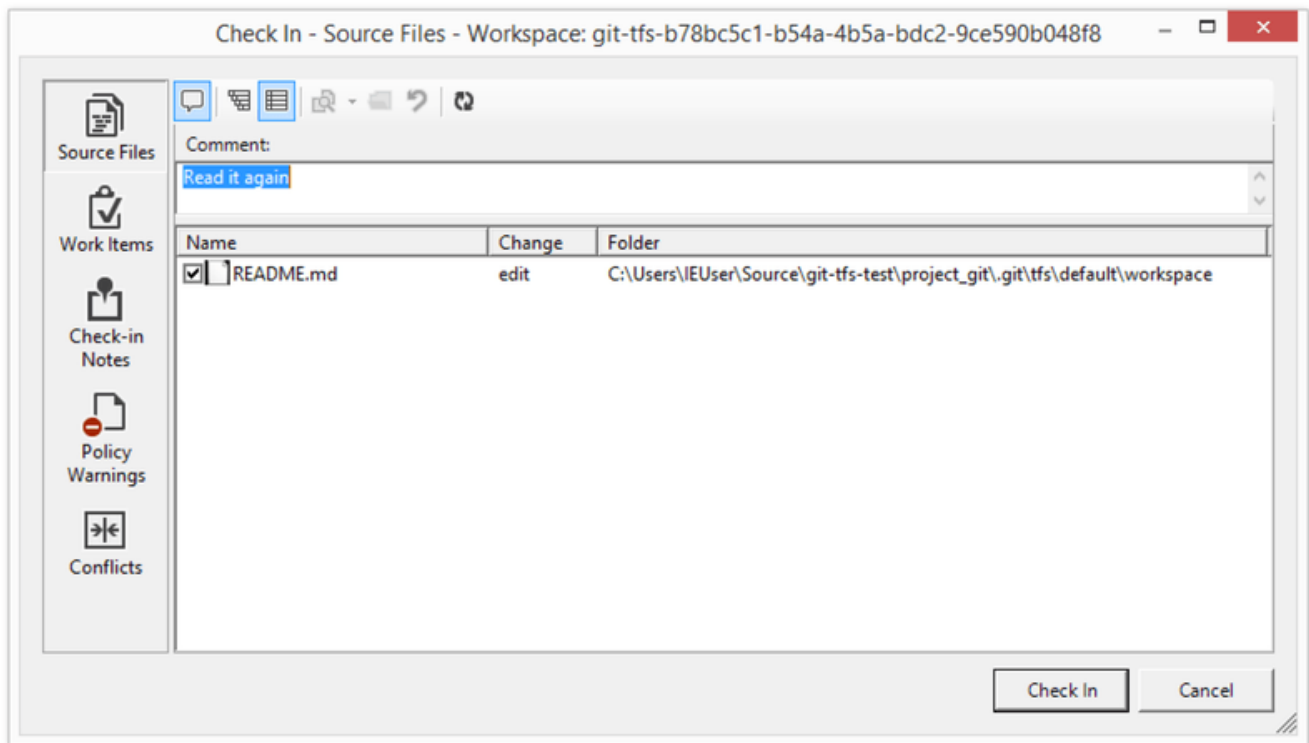 Check In - Source Files - Workspace: git-tfs-b78bc5c1-b54a-4b5a-bdc2-9ce590b048f8
Source Files
Work Items
Check-in
Notes
Policy
Warnings
Conflicts
Comment:
Read it again
Name Change Folder
README.md edit C:\Users\IEUser\Source\git-tfs-test\project_git\.git\tfs\default\workspace
Check In Cancel